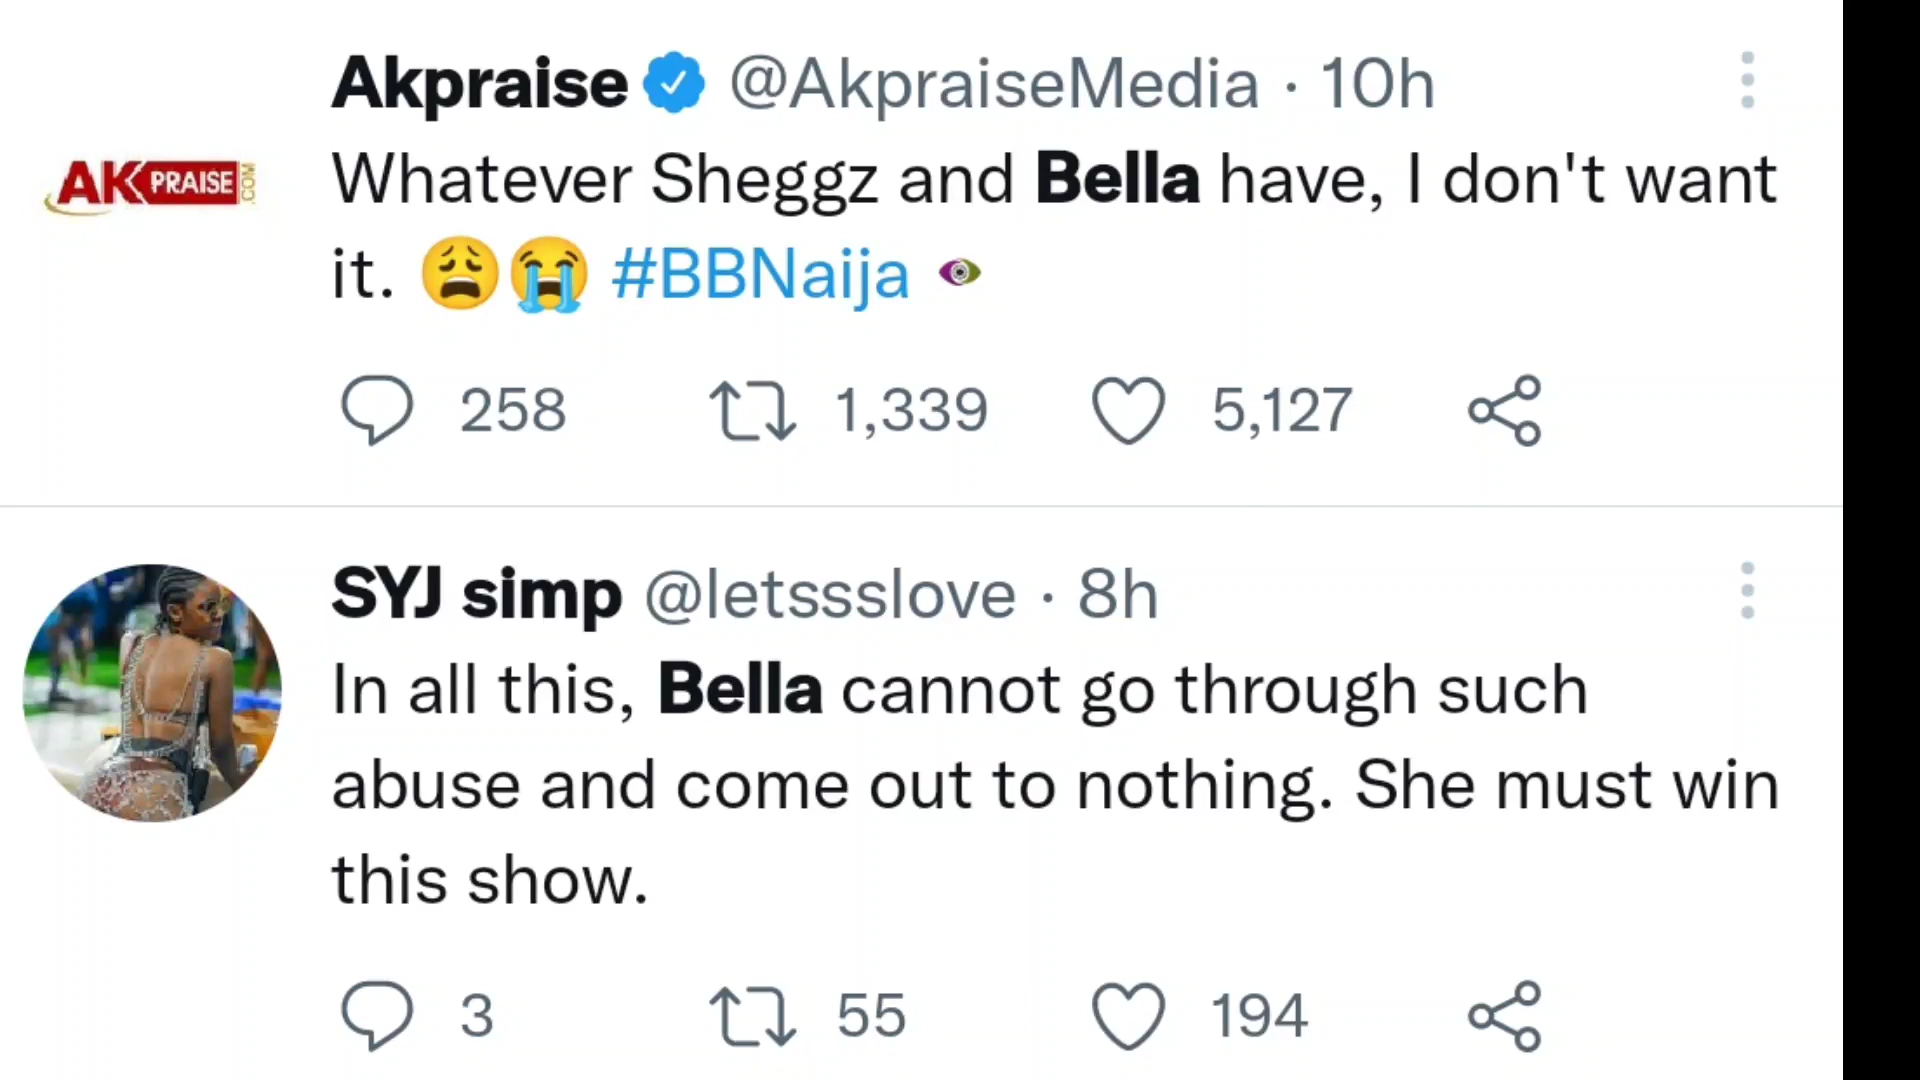 Akpraise @AkpraiseMedia · 10h
AKPRAISE.COM
Whatever Sheggz and Bella have, I don't want
it. 😩😭 #BBNaija
258 1,339 5,127
SYJ simp @letssslove · 8h
In all this, Bella cannot go through such
abuse and come out to nothing. She must win
this show.
3 55 194